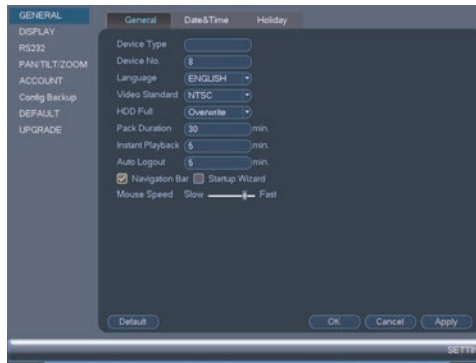 GENERAL
DISPLAY
RS232
PAN/TILT/ZOOM
ACCOUNT
Config Backup
DEFAULT
UPGRADE
General Date&Time Holiday
Device Type
Device No. 8
Language ENGLISH
Video Standard NTSC
HDD Full Overwrite
Pack Duration 30 min.
Instant Playback 5 min.
Auto Logout 5 min.
Navigation Bar Startup Wizard
Mouse Speed Slow Fast
Default OK Cancel Apply
SETTI